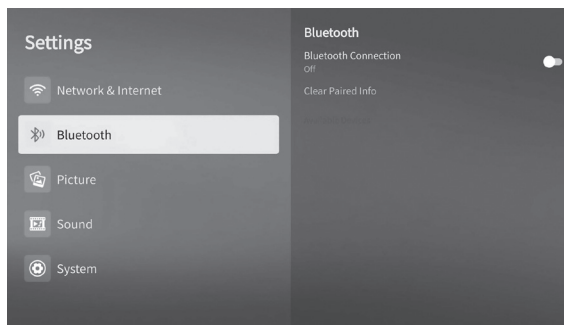 Settings
Network & Internet
Bluetooth
Picture
Sound
System
Bluetooth
Bluetooth Connection
Off
Clear Paired Info